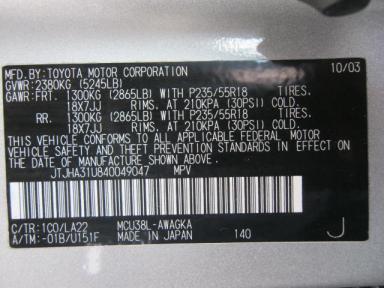 MFD. BY: TOYOTA MOTOR CORPORATION 10/03
GVWR: 2380KG (5245LB)
GAWR: FRT. 1300KG (2865LB) WITH P235/55R18 TIRES.
18X7JJ RIMS. AT 210KPA (30PSI) COLD.
RR. 1300KG (2865LB) WITH P235/55R18 TIRES.
18X7JJ RIMS. AT 210KPA (30PSI) COLD.
THIS VEHICLE CONFORMS TO ALL APPLICABLE FEDERAL MOTOR
VEHICLE SAFETY AND THEFT PREVENTION STANDARDS IN EFFECT
ON THE DATE OF MANUFACTURE SHOWN ABOVE.
JTJHA31U840049047 MPV
C/TR: 1C0/LA22 MCU38L-AWAGKA J
A/TM: -01B/U151F MADE IN JAPAN 140